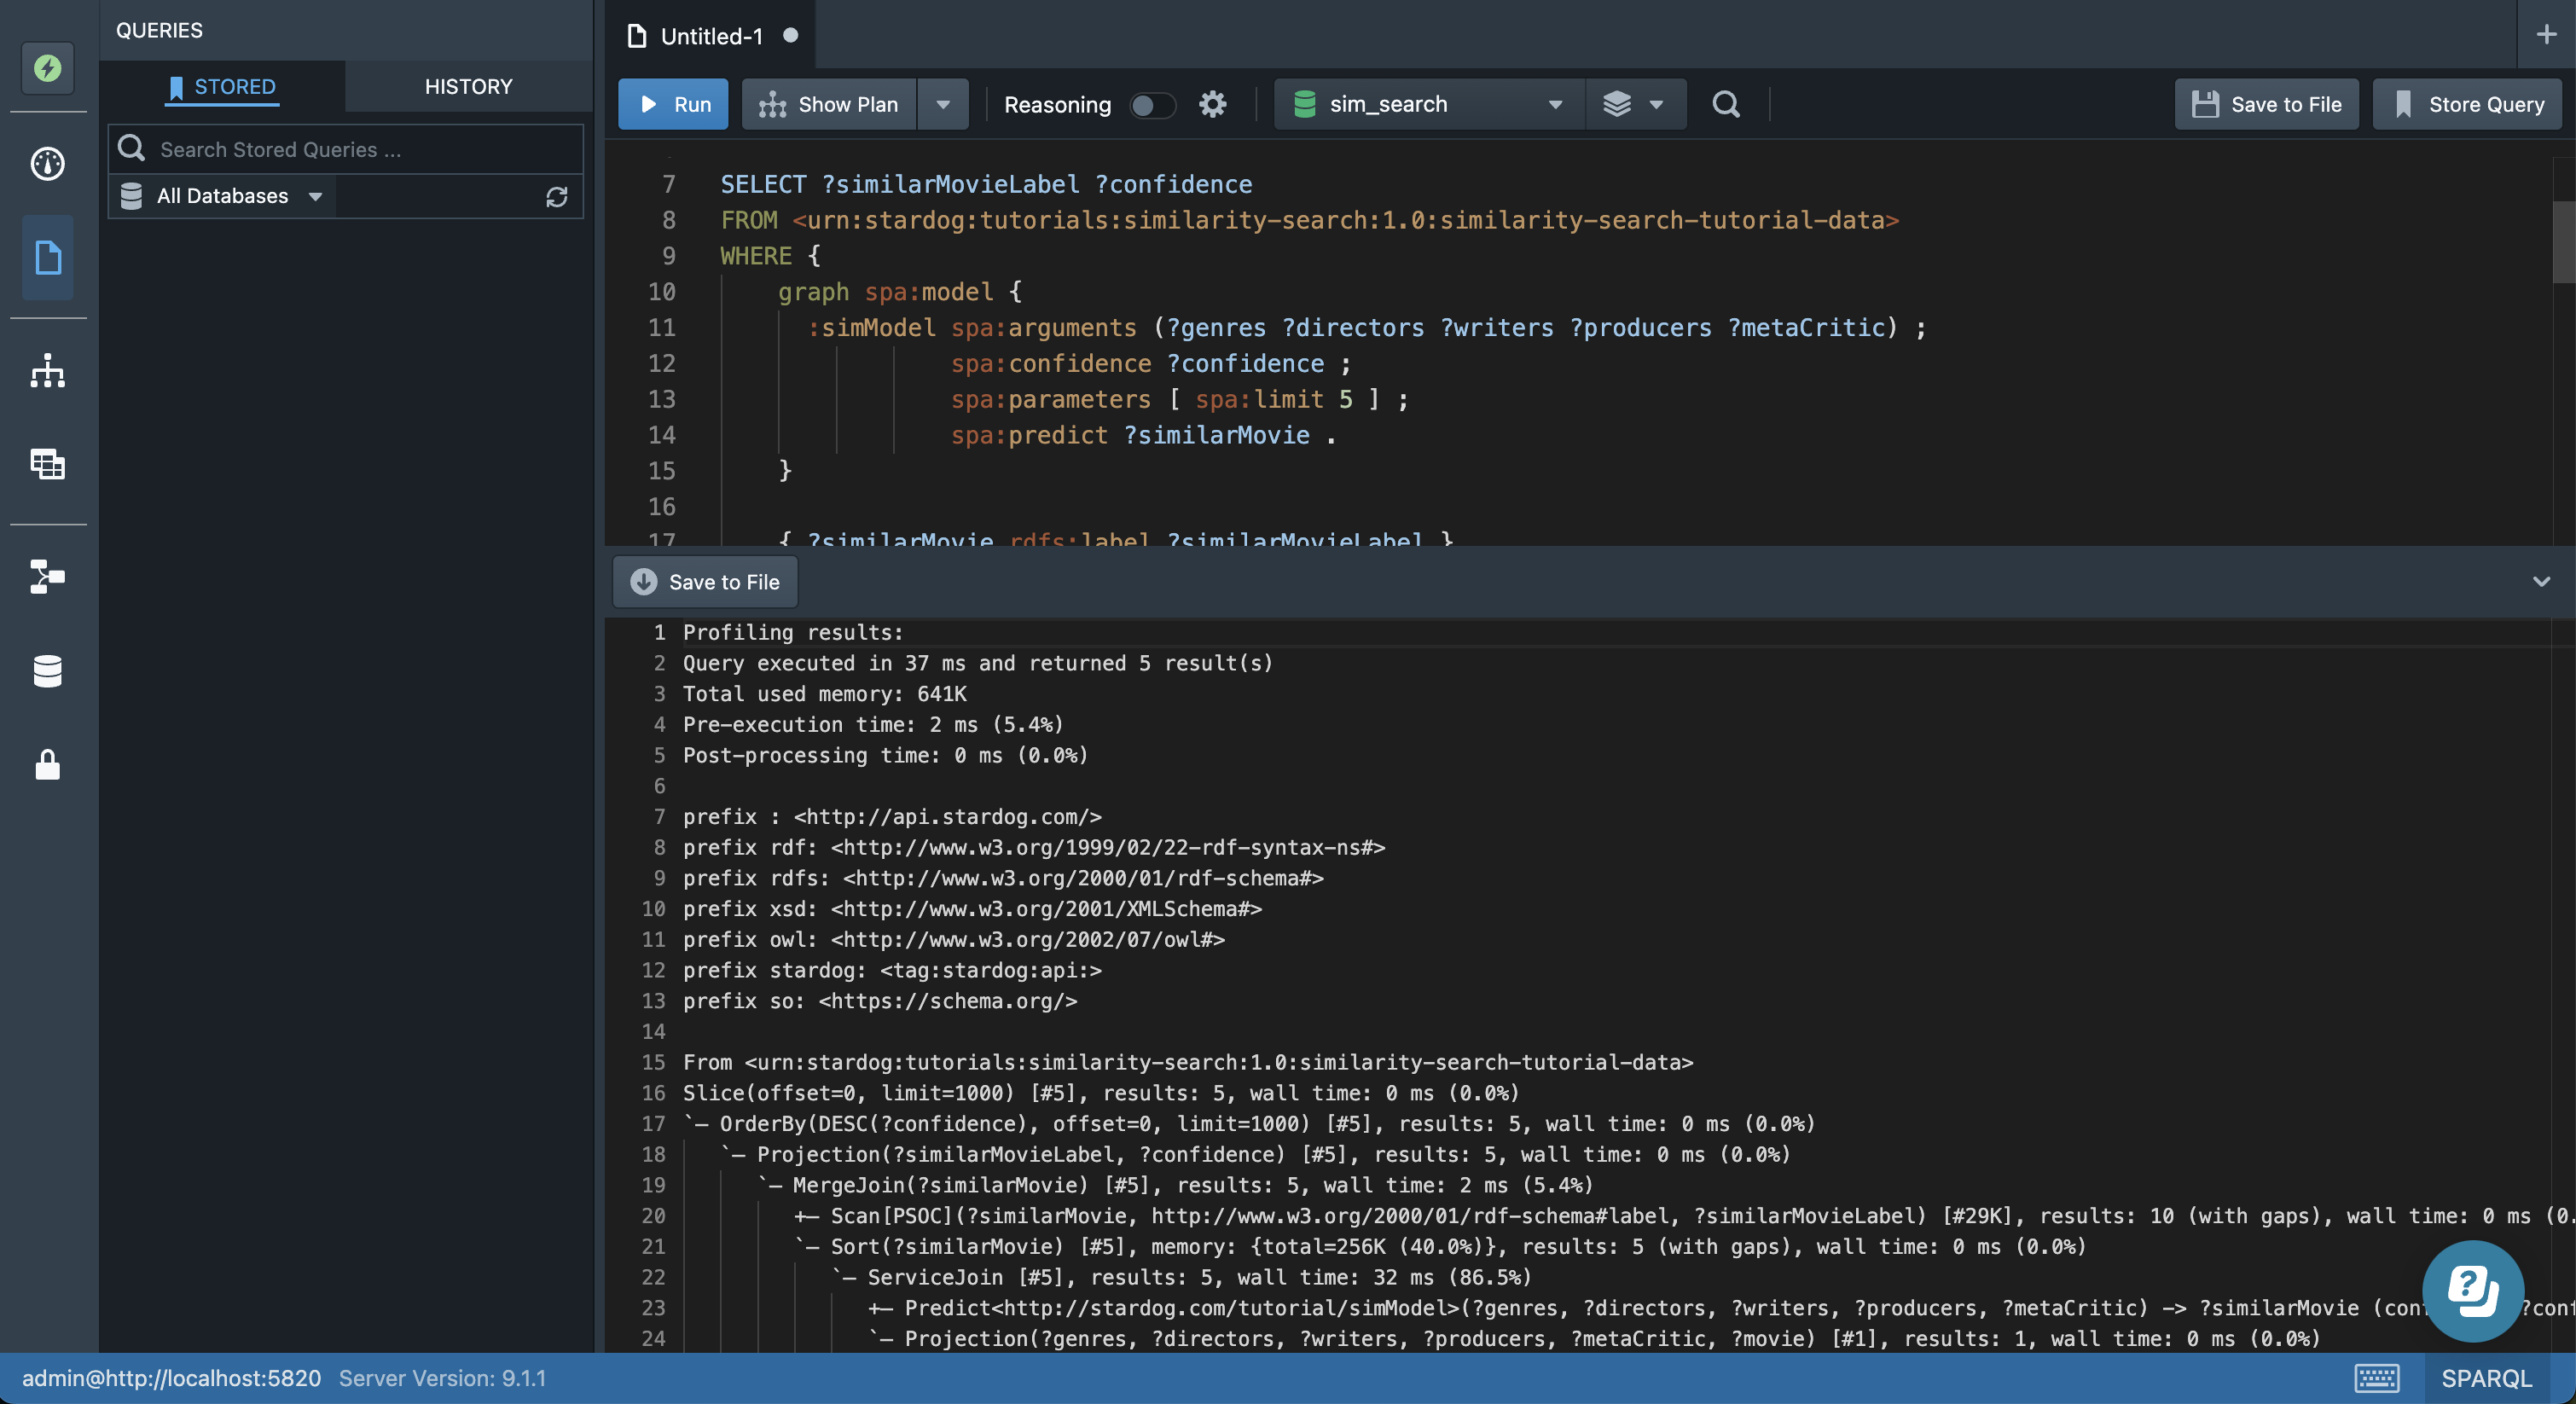 QUERIES
STORED
HISTORY
Search Stored Queries ...
All Databases
Untitled-1
Run
Show Plan
Reasoning
sim_search
Save to File
Store Query
7 SELECT ?similarMovieLabel ?confidence
8 FROM <urn:stardog:tutorials:similarity-search:1.0:similarity-search-tutorial-data>
9 WHERE {
10 graph spa:model {
11 :simModel spa:arguments (?genres ?directors ?writers ?producers ?metaCritic) ;
12 spa:confidence ?confidence ;
13 spa:parameters [ spa:limit 5 ] ;
14 spa:predict ?similarMovie .
15 }
16
17 { ?similarMovie rdfs:label ?similarMovieLabel }
Save to File
1 Profiling results:
2 Query executed in 37 ms and returned 5 result(s)
3 Total used memory: 641K
4 Pre-execution time: 2 ms (5.4%)
5 Post-processing time: 0 ms (0.0%)
6
7 prefix : <http://api.stardog.com/>
8 prefix rdf: <http://www.w3.org/1999/02/22-rdf-syntax-ns#>
9 prefix rdfs: <http://www.w3.org/2000/01/rdf-schema#>
10 prefix xsd: <http://www.w3.org/2001/XMLSchema#>
11 prefix owl: <http://www.w3.org/2002/07/owl#>
12 prefix stardog: <tag:stardog:api:>
13 prefix so: <https://schema.org/>
14
15 From <urn:stardog:tutorials:similarity-search:1.0:similarity-search-tutorial-data>
16 Slice(offset=0, limit=1000) [#5], results: 5, wall time: 0 ms (0.0%)
17 `— OrderBy(DESC(?confidence), offset=0, limit=1000) [#5], results: 5, wall time: 0 ms (0.0%)
18 `— Projection(?similarMovieLabel, ?confidence) [#5], results: 5, wall time: 0 ms (0.0%)
19 `— MergeJoin(?similarMovie) [#5], results: 5, wall time: 2 ms (5.4%)
20 +— Scan[PSOC](?similarMovie, http://www.w3.org/2000/01/rdf-schema#label, ?similarMovieLabel) [#29K], results: 10 (with gaps), wall time: 0 ms (0.
21 `— Sort(?similarMovie) [#5], memory: {total=256K (40.0%)}, results: 5 (with gaps), wall time: 0 ms (0.0%)
22 `— ServiceJoin [#5], results: 5, wall time: 32 ms (86.5%)
23 +— Predict<http://stardog.com/tutorial/simModel>(?genres, ?directors, ?writers, ?producers, ?metaCritic) -> ?similarMovie
24 `— Projection(?genres, ?directors, ?writers, ?producers, ?metaCritic, ?movie) [#1], results: 1, wall time: 0 ms (0.0%)
admin@http://localhost:5820 Server Version: 9.1.1
SPARQL